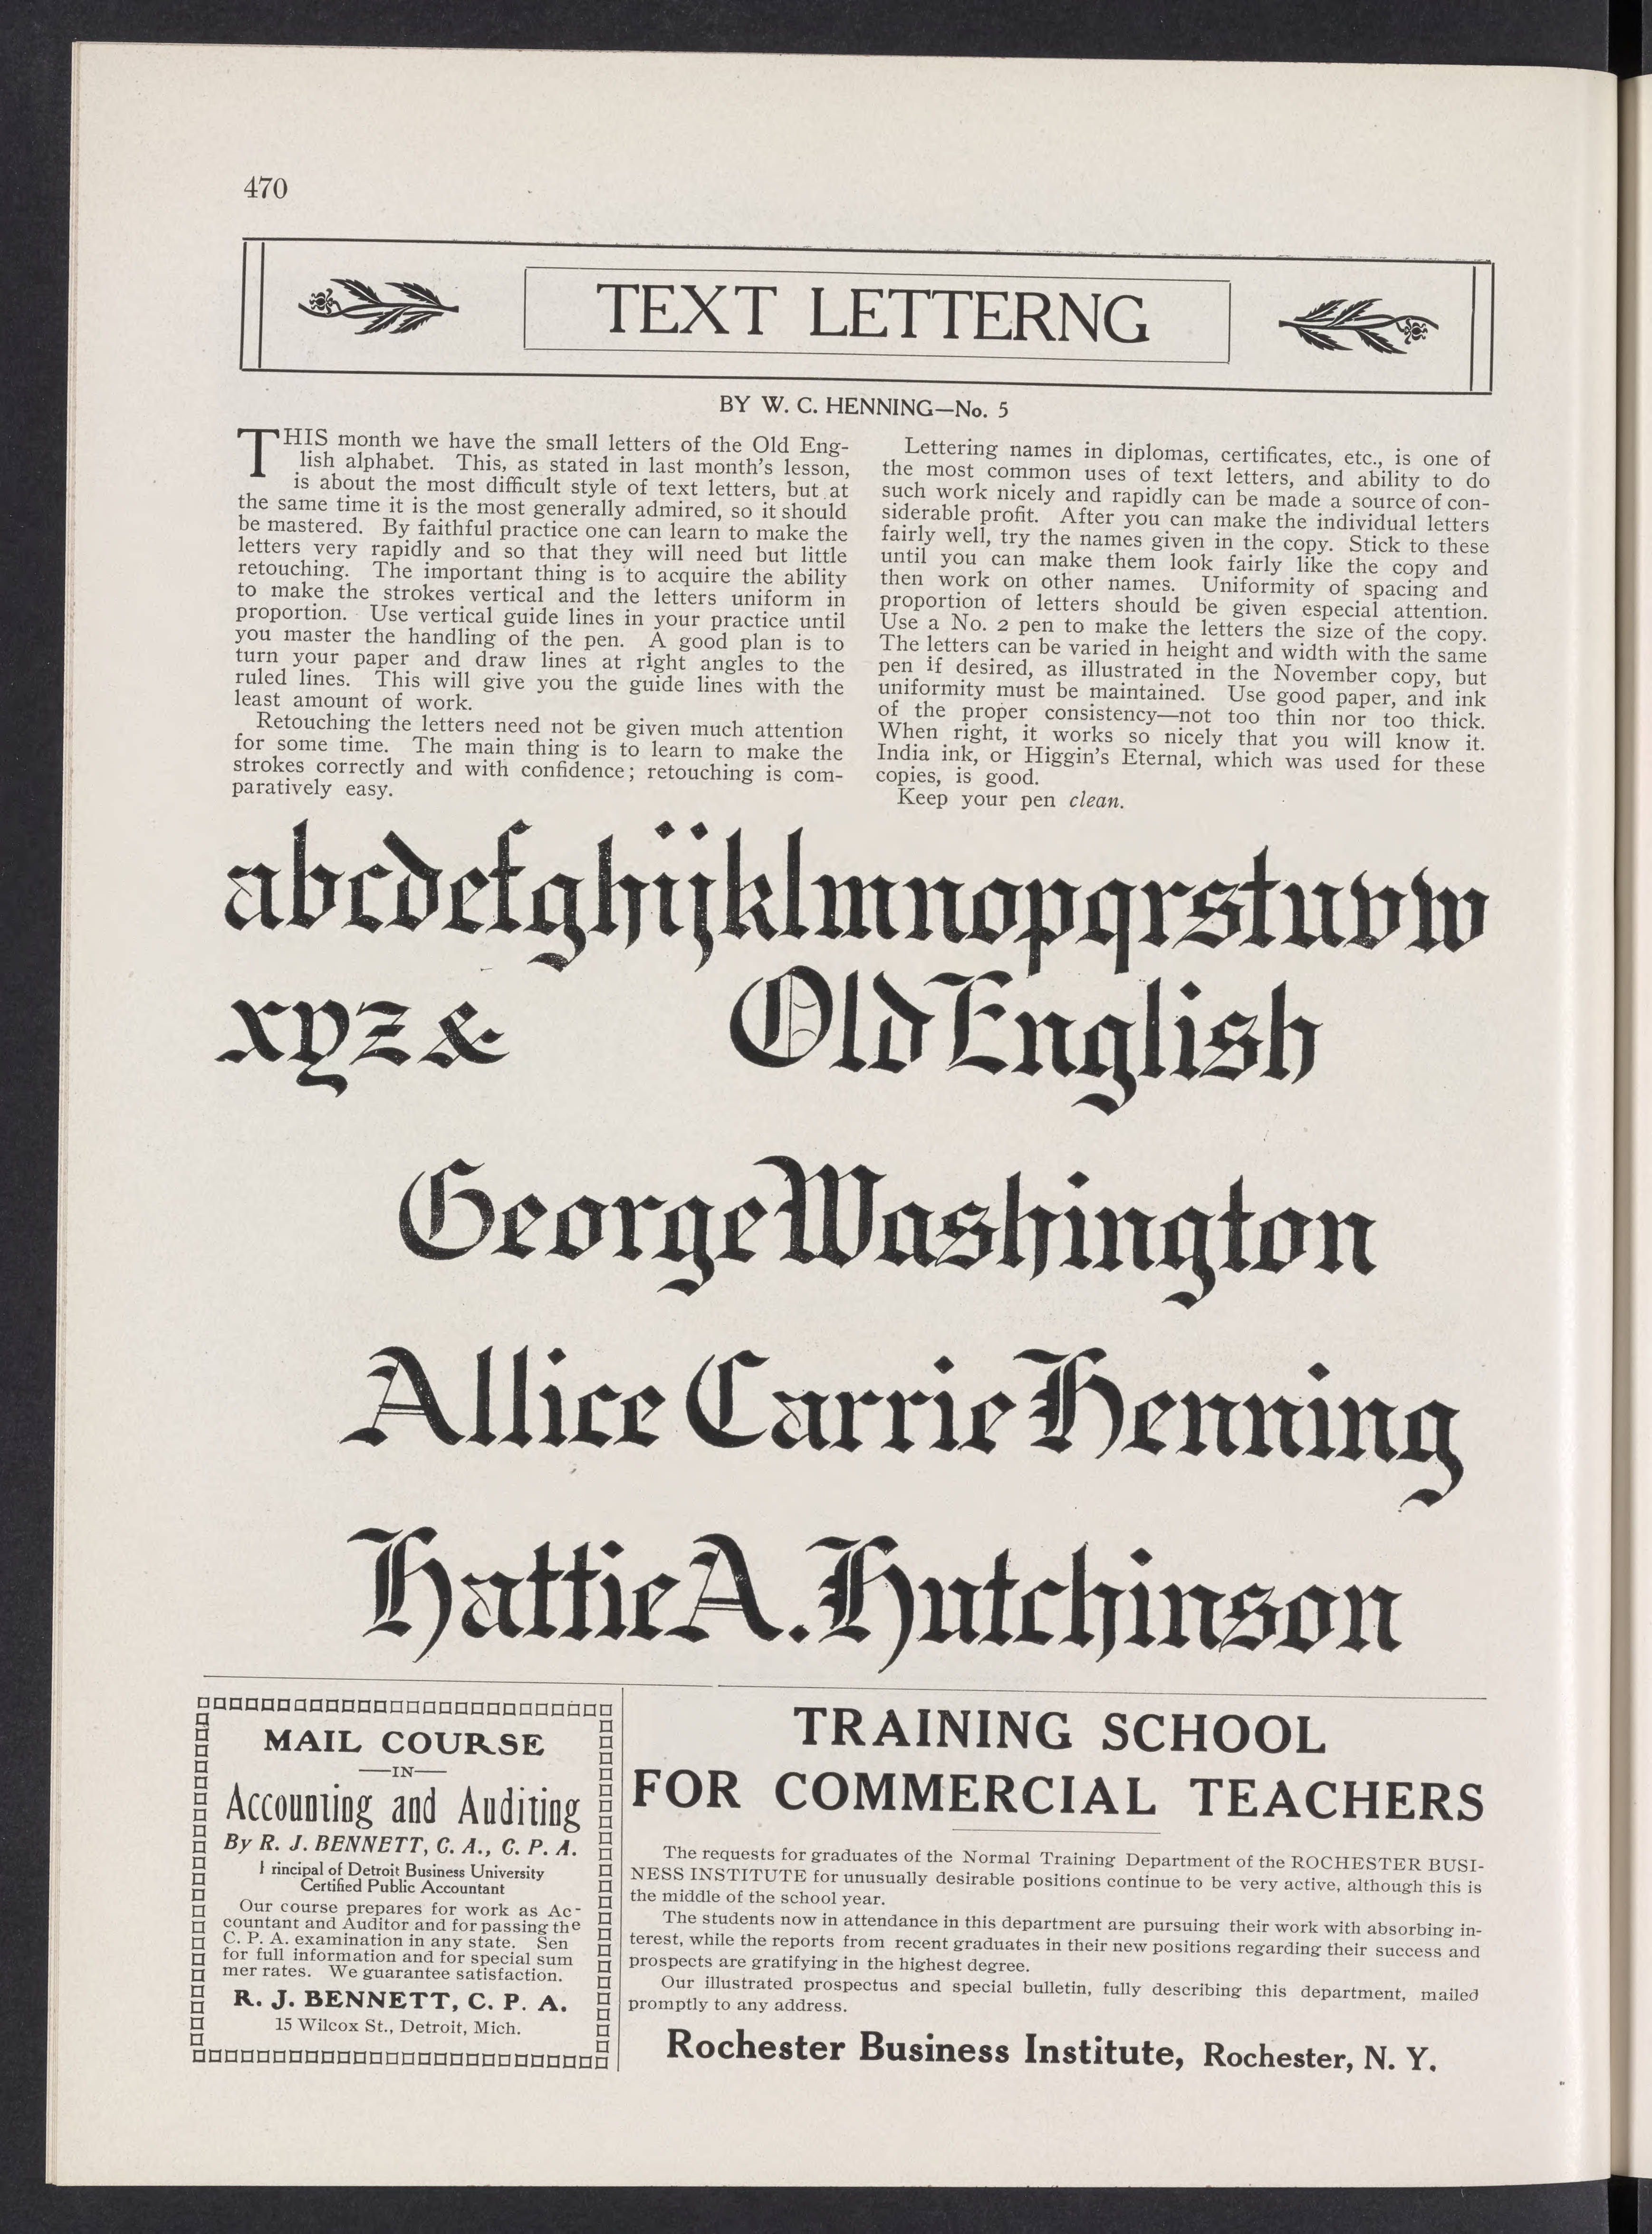 470
TEXT LETTERNG
BY W. C. HENNING—No. 5
THIS month we have the small letters of the Old Eng-
lish alphabet. This, as stated in last month's lesson,
is about the most difficult style of text letters, but at
the same time it is the most generally admired, so it should
be mastered. By faithful practice one can learn to make the
letters very rapidly and so that they will need but little
retouching. The important thing is to acquire the ability
to make the strokes vertical and the letters uniform in
proportion. Use vertical guide lines in your practice until
you master the handling of the pen. A good plan is to
turn your paper and draw lines at right angles to the
ruled lines. This will give you the guide lines with the
least amount of work.
Retouching the letters need not be given much attention
for some time. The main thing is to learn to make the
strokes correctly and with confidence; retouching is com-
paratively easy.
Lettering names in diplomas, certificates, etc., is one of
the most common uses of text letters, and ability to do
such work nicely and rapidly can be made a source of con-
siderable profit. After you can make the individual letters
fairly well, try the names given in the copy. Stick to these
until you can make them look fairly like the copy and
then work on other names. Uniformity of spacing and
proportion of letters should be given especial attention.
Use a No. 2 pen to make the letters the size of the copy.
The letters can be varied in height and width with the same
pen if desired, as illustrated in the November copy, but
uniformity must be maintained. Use good paper, and ink
of the proper consistency—not too thin nor too thick.
When right, it works so nicely that you will know it.
India ink, or Higgin's Eternal, which was used for these
copies, is good.
Keep your pen clean.
abcdefghijklmnopqrstuvw
xyz & Old English
George Washington
Allice Carrie Henning
Hattie A. Hutchinson
MAIL COURSE
—IN—
Accounting and Auditing
By R. J. BENNETT, C. A., C. P. A.
rincipal of Detroit Business University
Certified Public Accountant
Our course prepares for work as Ac-
countant and Auditor and for passing the
C. P. A. examination in any state. Sen
for full information and for special sum
mer rates. We guarantee satisfaction.
R. J. BENNETT, C. P. A.
15 Wilcox St., Detroit, Mich.
TRAINING SCHOOL
FOR COMMERCIAL TEACHERS
The requests for graduates of the Normal Training Department of the ROCHESTER BUSI-
NESS INSTITUTE for unusually desirable positions continue to be very active, although this is
the middle of the school year.
The students now in attendance in this department are pursuing their work with absorbing in-
terest, while the reports from recent graduates in their new positions regarding their success and
prospects are gratifying in the highest degree.
Our illustrated prospectus and special bulletin, fully describing this department, mailed
promptly to any address.
Rochester Business Institute, Rochester, N. Y.